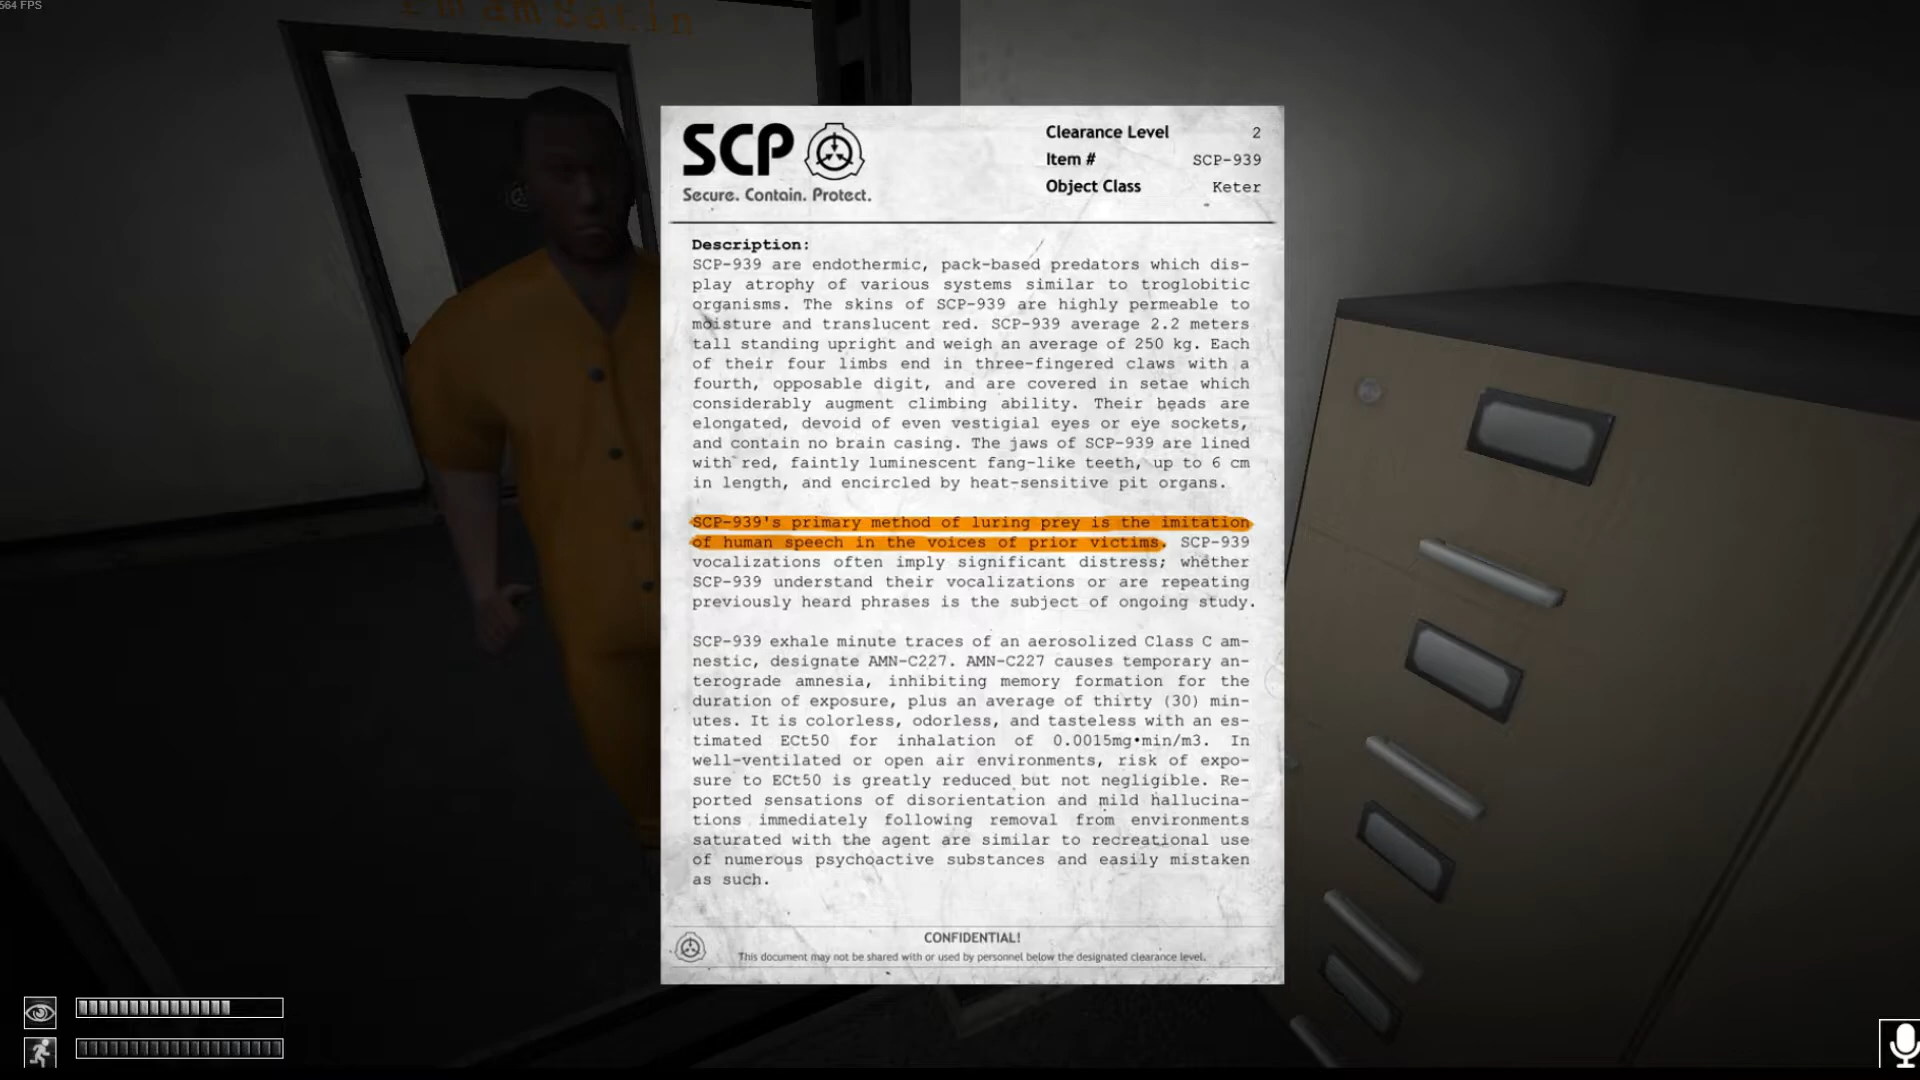 564 FPS
I'm am Satin
SCP
Secure. Contain. Protect.
Clearance Level 2
Item # SCP-939
Object Class Keter
Description:
SCP-939 are endothermic, pack-based predators which dis-
play atrophy of various systems similar to troglobitic
organisms. The skins of SCP-939 are highly permeable to
moisture and translucent red. SCP-939 average 2.2 meters
tall standing upright and weigh an average of 250 kg. Each
of their four limbs end in three-fingered claws with a
fourth, opposable digit, and are covered in setae which
considerably augment climbing ability. Their heads are
elongated, devoid of even vestigial eyes or eye sockets,
and contain no brain casing. The jaws of SCP-939 are lined
with red, faintly luminescent fang-like teeth, up to 6 cm
in length, and encircled by heat-sensitive pit organs.
SCP-939's primary method of luring prey is the imitation
of human speech in the voices of prior victims. SCP-939
vocalizations often imply significant distress; whether
SCP-939 understand their vocalizations or are repeating
previously heard phrases is the subject of ongoing study.
SCP-939 exhale minute traces of an aerosolized Class C am-
nestic, designate AMN-C227. AMN-C227 causes temporary an-
terograde amnesia, inhibiting memory formation for the
duration of exposure, plus an average of thirty (30) min-
utes. It is colorless, odorless, and tasteless with an es-
timated ECt50 for inhalation of 0.0015mg•min/m3. In
well-ventilated or open air environments, risk of expo-
sure to ECt50 is greatly reduced but not negligible. Re-
ported sensations of disorientation and mild hallucina-
tions immediately following removal from environments
saturated with the agent are similar to recreational use
of numerous psychoactive substances and easily mistaken
as such.
CONFIDENTIAL!
This document may not be shared with or used by personnel below the designated clearance level.